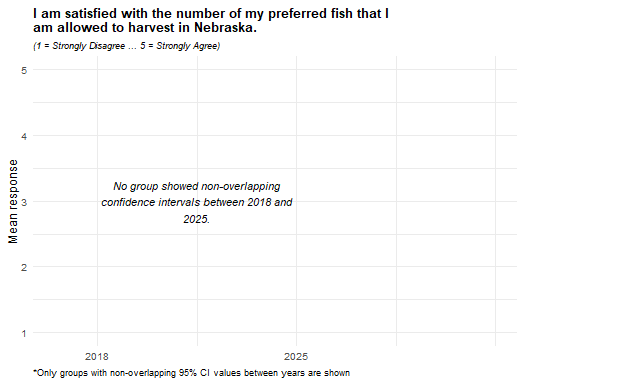 I am satisfied with the number of my preferred fish that I
am allowed to harvest in Nebraska.
(1 = Strongly Disagree ... 5 = Strongly Agree)
5
4
3
2
1
Mean response
No group showed non-overlapping
confidence intervals between 2018 and
2025.
2018
2025
*Only groups with non-overlapping 95% CI values between years are shown